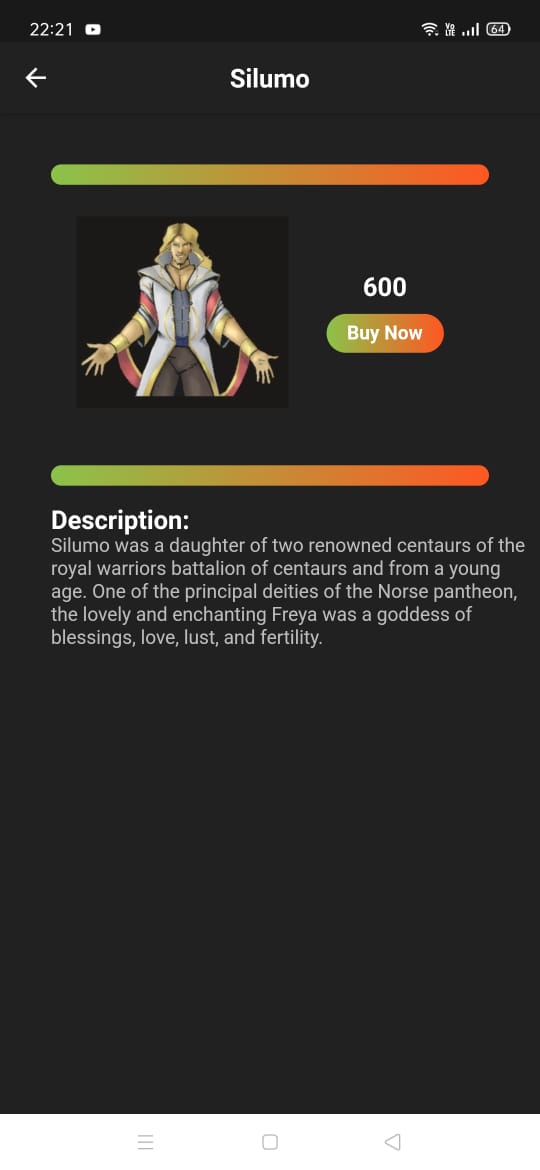 22:21
Vo
LTE
64
Silumo
600
Buy Now
Description:
Silumo was a daughter of two renowned centaurs of the
royal warriors battalion of centaurs and from a young
age. One of the principal deities of the Norse pantheon,
the lovely and enchanting Freya was a goddess of
blessings, love, lust, and fertility.